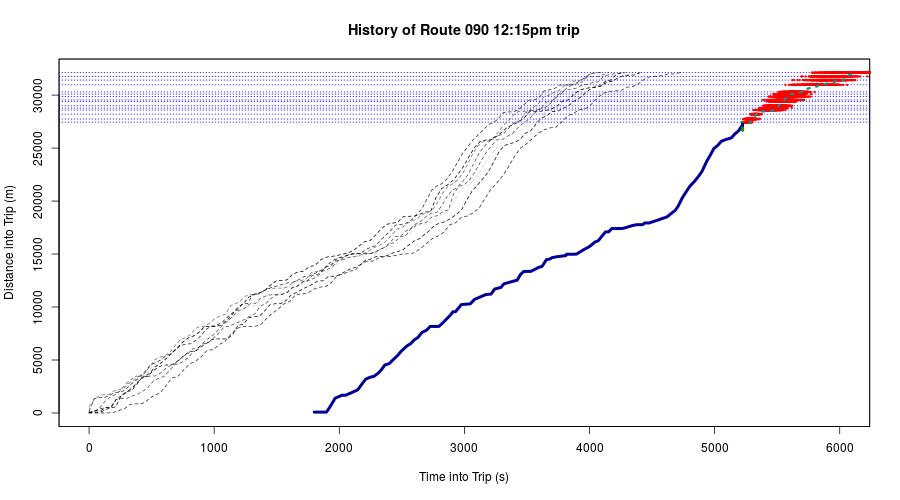 History of Route 090 12:15pm trip
Distance into Trip (m)
30000
25000
20000
15000
10000
5000
0
0 1000 2000 3000 4000 5000 6000
Time into Trip (s)